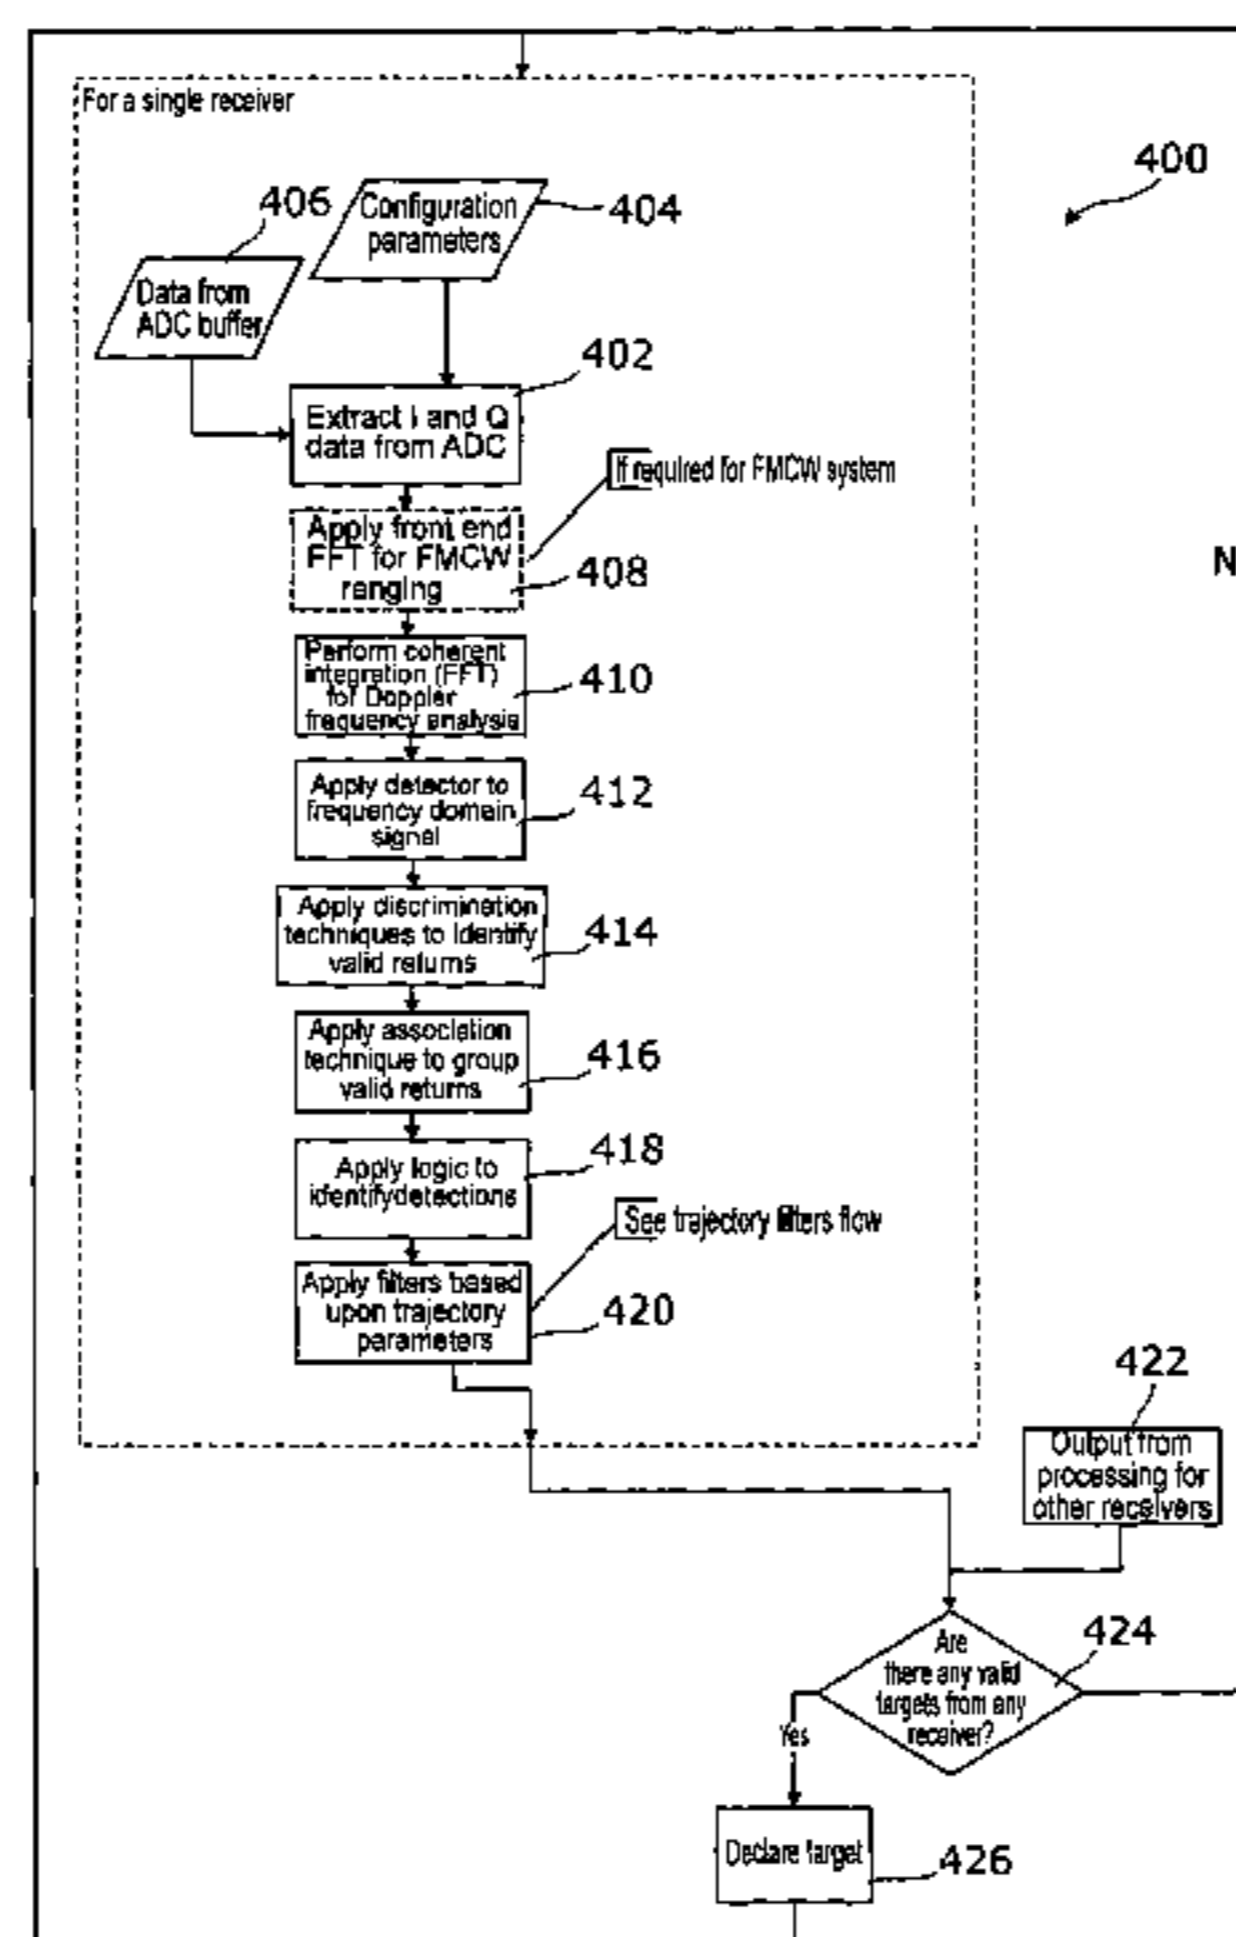 For a single receiver
400
406
404
Configuration
parameters
Data from
ADC buffer
402
Extract I and Q
data from ADC
If required for FMCW system
Apply front end
FFT for FMCW
ranging
408
N
Perform coherent
integration (FFT)
for Doppler
frequency analysis
410
Apply detector to
frequency domain
signal
412
Apply discrimination
techniques to identify
valid returns
414
Apply association
technique to group
valid returns
416
Apply logic to
identifydetections
418
See trajectory filters flow
Apply filters based
upon trajectory
parameters
420
422
Output from
processing for
other receivers
Are
there any valid
targets from any
receiver?
424
Yes
Declare target
426